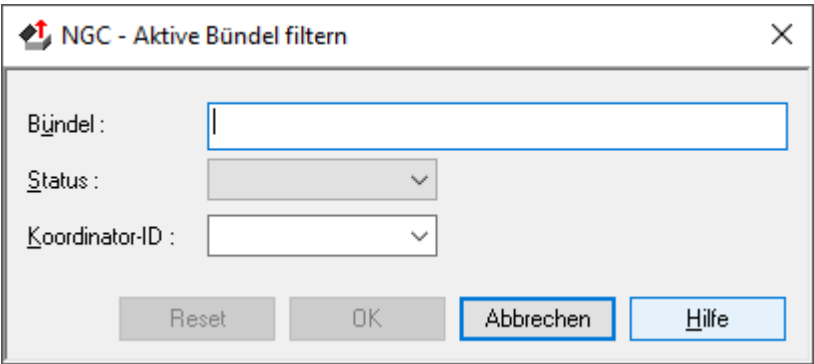 NGC - Aktive Bündel filtern
Bündel :
Status :
Koordinator-ID :
Reset OK Abbrechen Hilfe